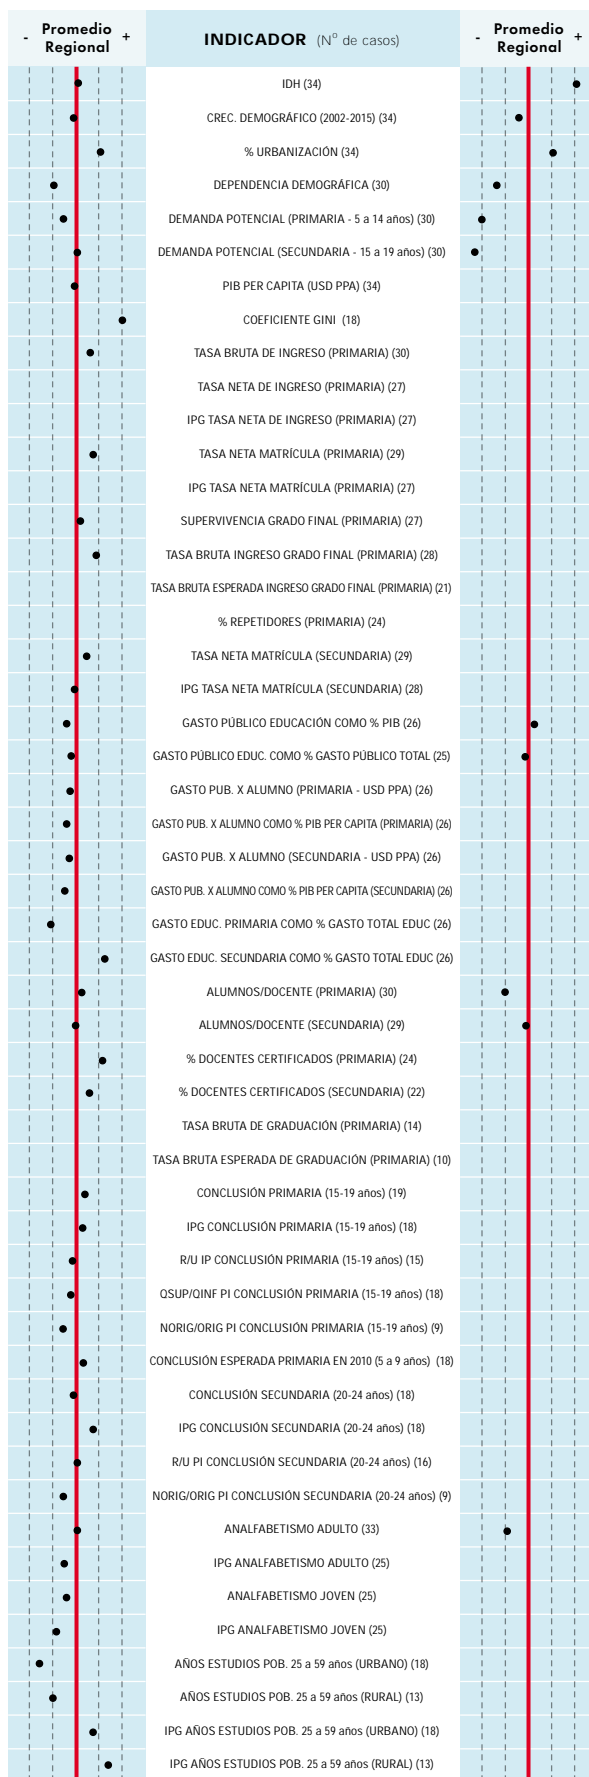 - Promedio Regional +
INDICADOR (Nº de casos)
- Promedio Regional +
IDH (34)
CREC. DEMOGRÁFICO (2002-2015) (34)
% URBANIZACIÓN (34)
DEPENDENCIA DEMOGRÁFICA (30)
DEMANDA POTENCIAL (PRIMARIA - 5 a 14 años) (30)
DEMANDA POTENCIAL (SECUNDARIA - 15 a 19 años) (30)
PIB PER CAPITA (USD PPA) (34)
COEFICIENTE GINI (18)
TASA BRUTA DE INGRESO (PRIMARIA) (30)
TASA NETA DE INGRESO (PRIMARIA) (27)
IPG TASA NETA DE INGRESO (PRIMARIA) (27)
TASA NETA MATRÍCULA (PRIMARIA) (29)
IPG TASA NETA MATRÍCULA (PRIMARIA) (27)
SUPERVIVENCIA GRADO FINAL (PRIMARIA) (27)
TASA BRUTA INGRESO GRADO FINAL (PRIMARIA) (28)
TASA BRUTA ESPERADA INGRESO GRADO FINAL (PRIMARIA) (21)
% REPETIDORES (PRIMARIA) (24)
TASA NETA MATRÍCULA (SECUNDARIA) (29)
IPG TASA NETA MATRÍCULA (SECUNDARIA) (28)
GASTO PÚBLICO EDUCACIÓN COMO % PIB (26)
GASTO PÚBLICO EDUC. COMO % GASTO PÚBLICO TOTAL (25)
GASTO PUB. X ALUMNO (PRIMARIA - USD PPA) (26)
GASTO PUB. X ALUMNO COMO % PIB PER CAPITA (PRIMARIA) (26)
GASTO PUB. X ALUMNO (SECUNDARIA - USD PPA) (26)
GASTO PUB. X ALUMNO COMO % PIB PER CAPITA (SECUNDARIA) (26)
GASTO EDUC. PRIMARIA COMO % GASTO TOTAL EDUC (26)
GASTO EDUC. SECUNDARIA COMO % GASTO TOTAL EDUC (26)
ALUMNOS/DOCENTE (PRIMARIA) (30)
ALUMNOS/DOCENTE (SECUNDARIA) (29)
% DOCENTES CERTIFICADOS (PRIMARIA) (24)
% DOCENTES CERTIFICADOS (SECUNDARIA) (22)
TASA BRUTA DE GRADUACIÓN (PRIMARIA) (14)
TASA BRUTA ESPERADA DE GRADUACIÓN (PRIMARIA) (10)
CONCLUSIÓN PRIMARIA (15-19 años) (19)
IPG CONCLUSIÓN PRIMARIA (15-19 años) (18)
R/U IP CONCLUSIÓN PRIMARIA (15-19 años) (15)
QSUP/QINF PI CONCLUSIÓN PRIMARIA (15-19 años) (18)
NORIG/ORIG PI CONCLUSIÓN PRIMARIA (15-19 años) (9)
CONCLUSIÓN ESPERADA PRIMARIA EN 2010 (5 a 9 años) (18)
CONCLUSIÓN SECUNDARIA (20-24 años) (18)
IPG CONCLUSIÓN SECUNDARIA (20-24 años) (18)
R/U PI CONCLUSIÓN SECUNDARIA (20-24 años) (16)
NORIG/ORIG PI CONCLUSIÓN SECUNDARIA (20-24 años) (9)
ANALFABETISMO ADULTO (33)
IPG ANALFABETISMO ADULTO (25)
ANALFABETISMO JOVEN (25)
IPG ANALFABETISMO JOVEN (25)
AÑOS ESTUDIOS POB. 25 a 59 años (URBANO) (18)
AÑOS ESTUDIOS POB. 25 a 59 años (RURAL) (13)
IPG AÑOS ESTUDIOS POB. 25 a 59 años (URBANO) (18)
IPG AÑOS ESTUDIOS POB. 25 a 59 años (RURAL) (13)